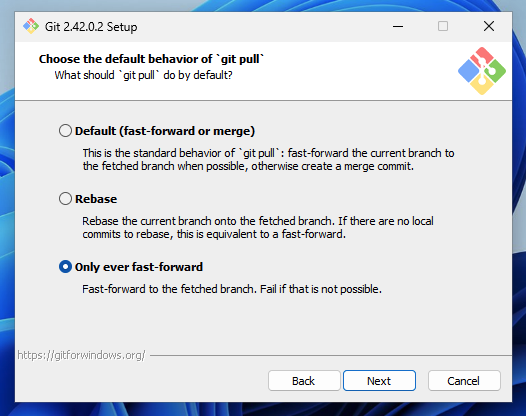 Git 2.42.0.2 Setup
Choose the default behavior of `git pull`
What should `git pull` do by default?
Default (fast-forward or merge)
This is the standard behavior of `git pull`: fast-forward the current branch to
the fetched branch when possible, otherwise create a merge commit.
Rebase
Rebase the current branch onto the fetched branch. If there are no local
commits to rebase, this is equivalent to a fast-forward.
Only ever fast-forward
Fast-forward to the fetched branch. Fail if that is not possible.
https://gitforwindows.org/
Back Next Cancel